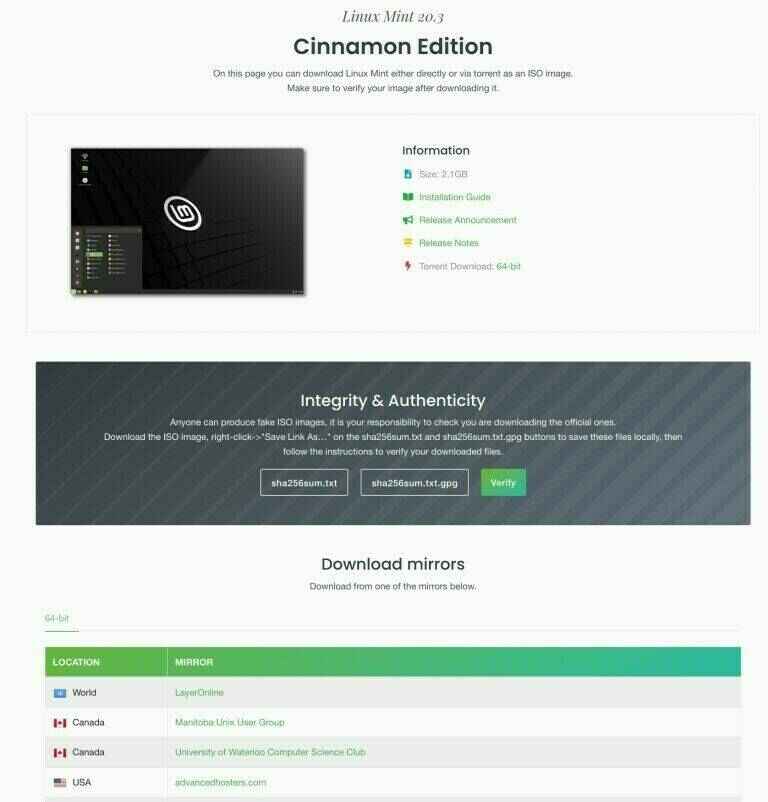 Linux Mint 20.3
Cinnamon Edition
On this page you can download Linux Mint either directly or via torrent as an ISO image.
Make sure to verify your image after downloading it.
Information
Size: 2.1GB
Installation Guide
Release Announcement
Release Notes
Torrent Download: 64-bit
Integrity & Authenticity
Anyone can produce fake ISO images, it is your responsibility to check you are downloading the official ones.
Download the ISO image, right-click->"Save Link As..." on the sha256sum.txt and sha256sum.txt.gpg buttons to save these files locally, then
follow the instructions to verify your downloaded files.
sha256sum.txt sha256sum.txt.gpg Verify
Download mirrors
Download from one of the mirrors below.
64-bit
LOCATION MIRROR
World LayerOnline
Canada Manitoba Unix User Group
Canada University of Waterloo Computer Science Club
USA advancedhosters.com